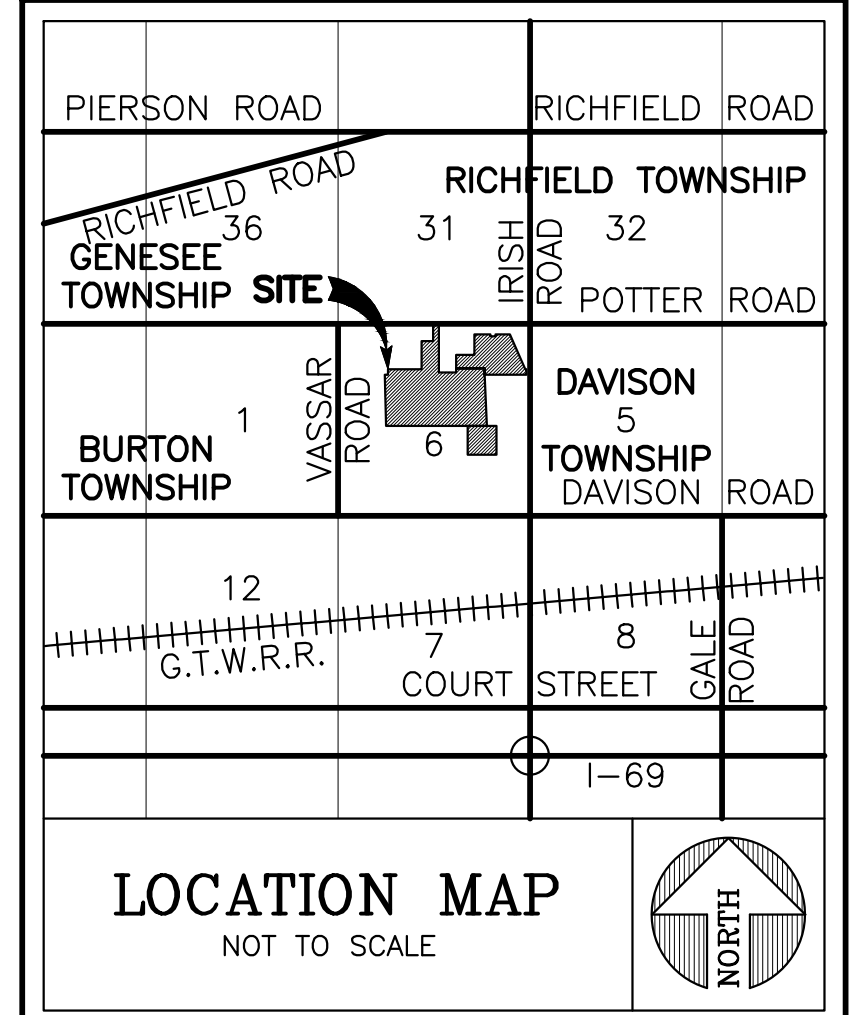 PIERSON ROAD
RICHFIELD ROAD
RICHFIELD ROAD
RICHFIELD TOWNSHIP
36
31
IRISH
ROAD
32
GENESEE
TOWNSHIP
SITE
POTTER ROAD
VASSAR
ROAD
DAVISON
1
6
5
BURTON
TOWNSHIP
TOWNSHIP
DAVISON ROAD
12
G.T.W.R.R.
7
8
GALE
ROAD
COURT STREET
I-69
LOCATION MAP
NOT TO SCALE
NORTH